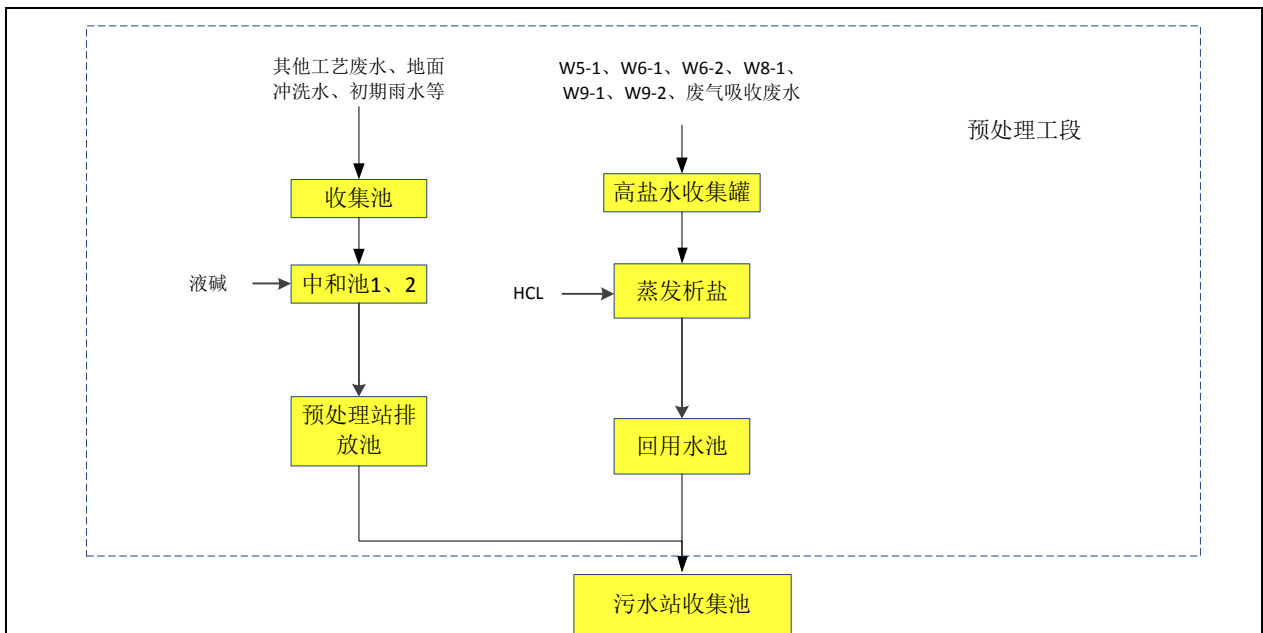 其他工艺废水、地面
冲洗水、初期雨水等
W5-1、W6-1、W6-2、W8-1、
W9-1、W9-2、废气吸收废水
预处理工段
收集池
高盐水收集罐
液碱
中和池1、2
HCL
蒸发析盐
预处理站排
放池
回用水池
污水站收集池